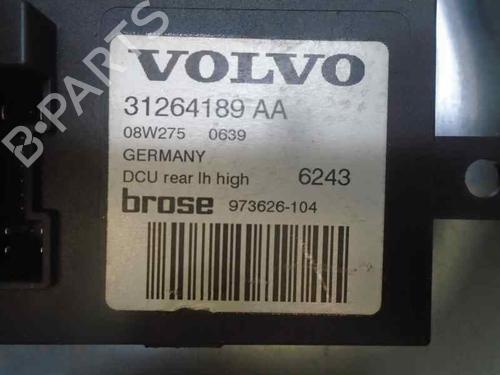 B-PARTS
VOLVO
31264189 AA
08W275 0639
GERMANY
DCU rear lh high 6243
brose 973626-104